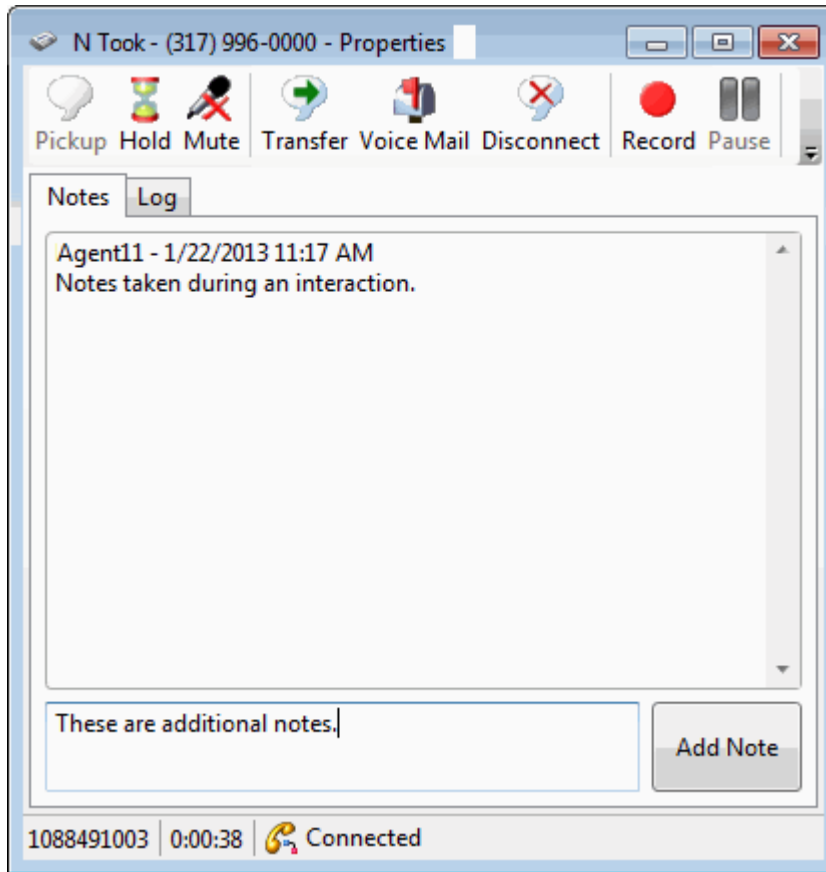 N Took - (317) 996-0000 - Properties
Pickup Hold Mute Transfer Voice Mail Disconnect Record Pause
Notes Log
Agent11 - 1/22/2013 11:17 AM
Notes taken during an interaction.
These are additional notes.
Add Note
1088491003 0:00:38 Connected